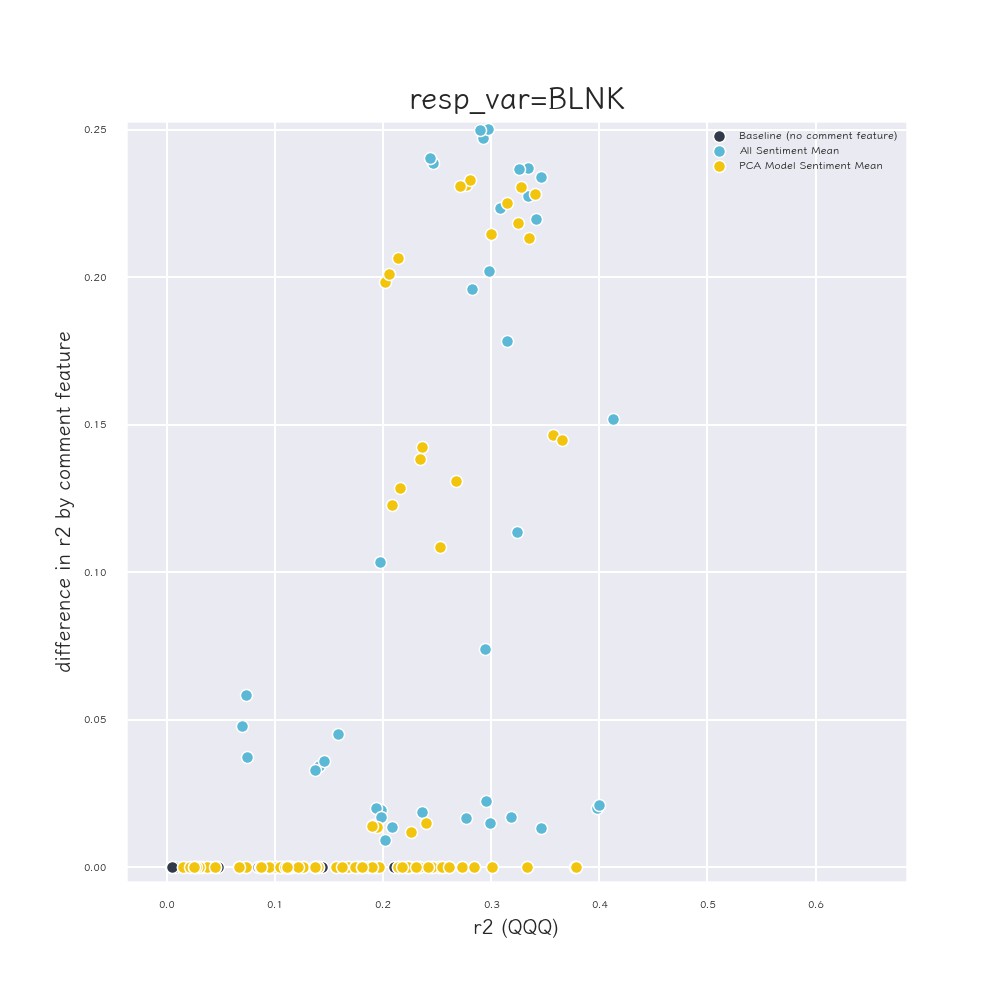 resp_var=BLNK
Baseline (no comment feature)
All Sentiment Mean
PCA Model Sentiment Mean
difference in r2 by comment feature
0.25
0.20
0.15
0.10
0.05
0.00
0.0 0.1 0.2 0.3 0.4 0.5 0.6
r2 (QQQ)